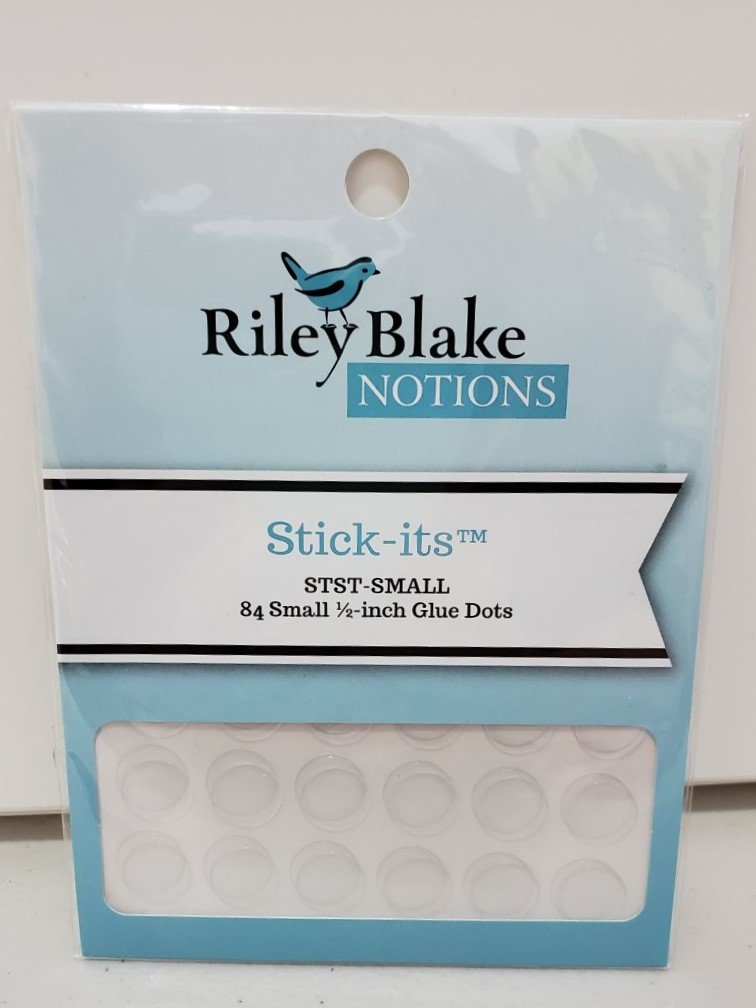 Riley Blake
NOTIONS
Stick-its™
STST-SMALL
84 Small ½-inch Glue Dots